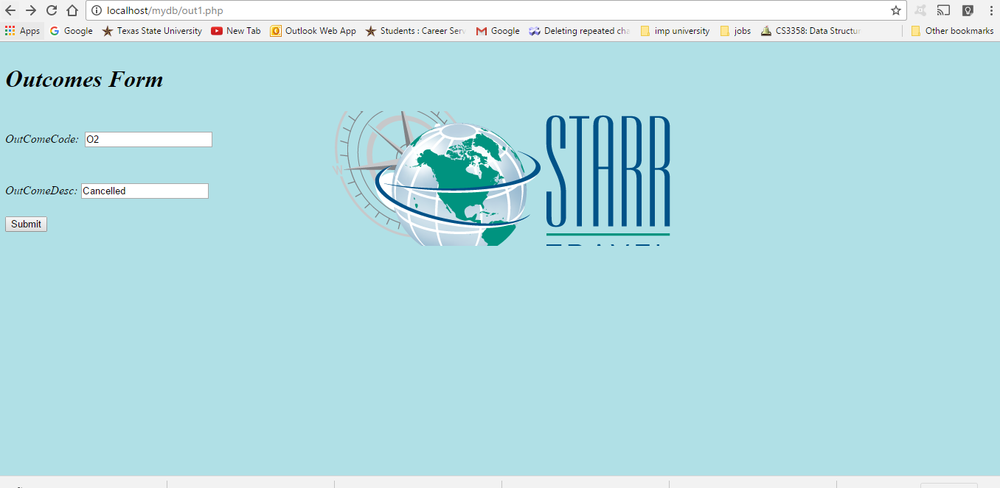 localhost/mydb/out1.php
Apps Google Texas State University New Tab Outlook Web App Students : Career Serv Google Deleting repeated cha imp university jobs CS3358: Data Structur Other bookmarks
Outcomes Form
W
STARR
TRAVEL
OutComeCode: O2
OutComeDesc: Cancelled
Submit